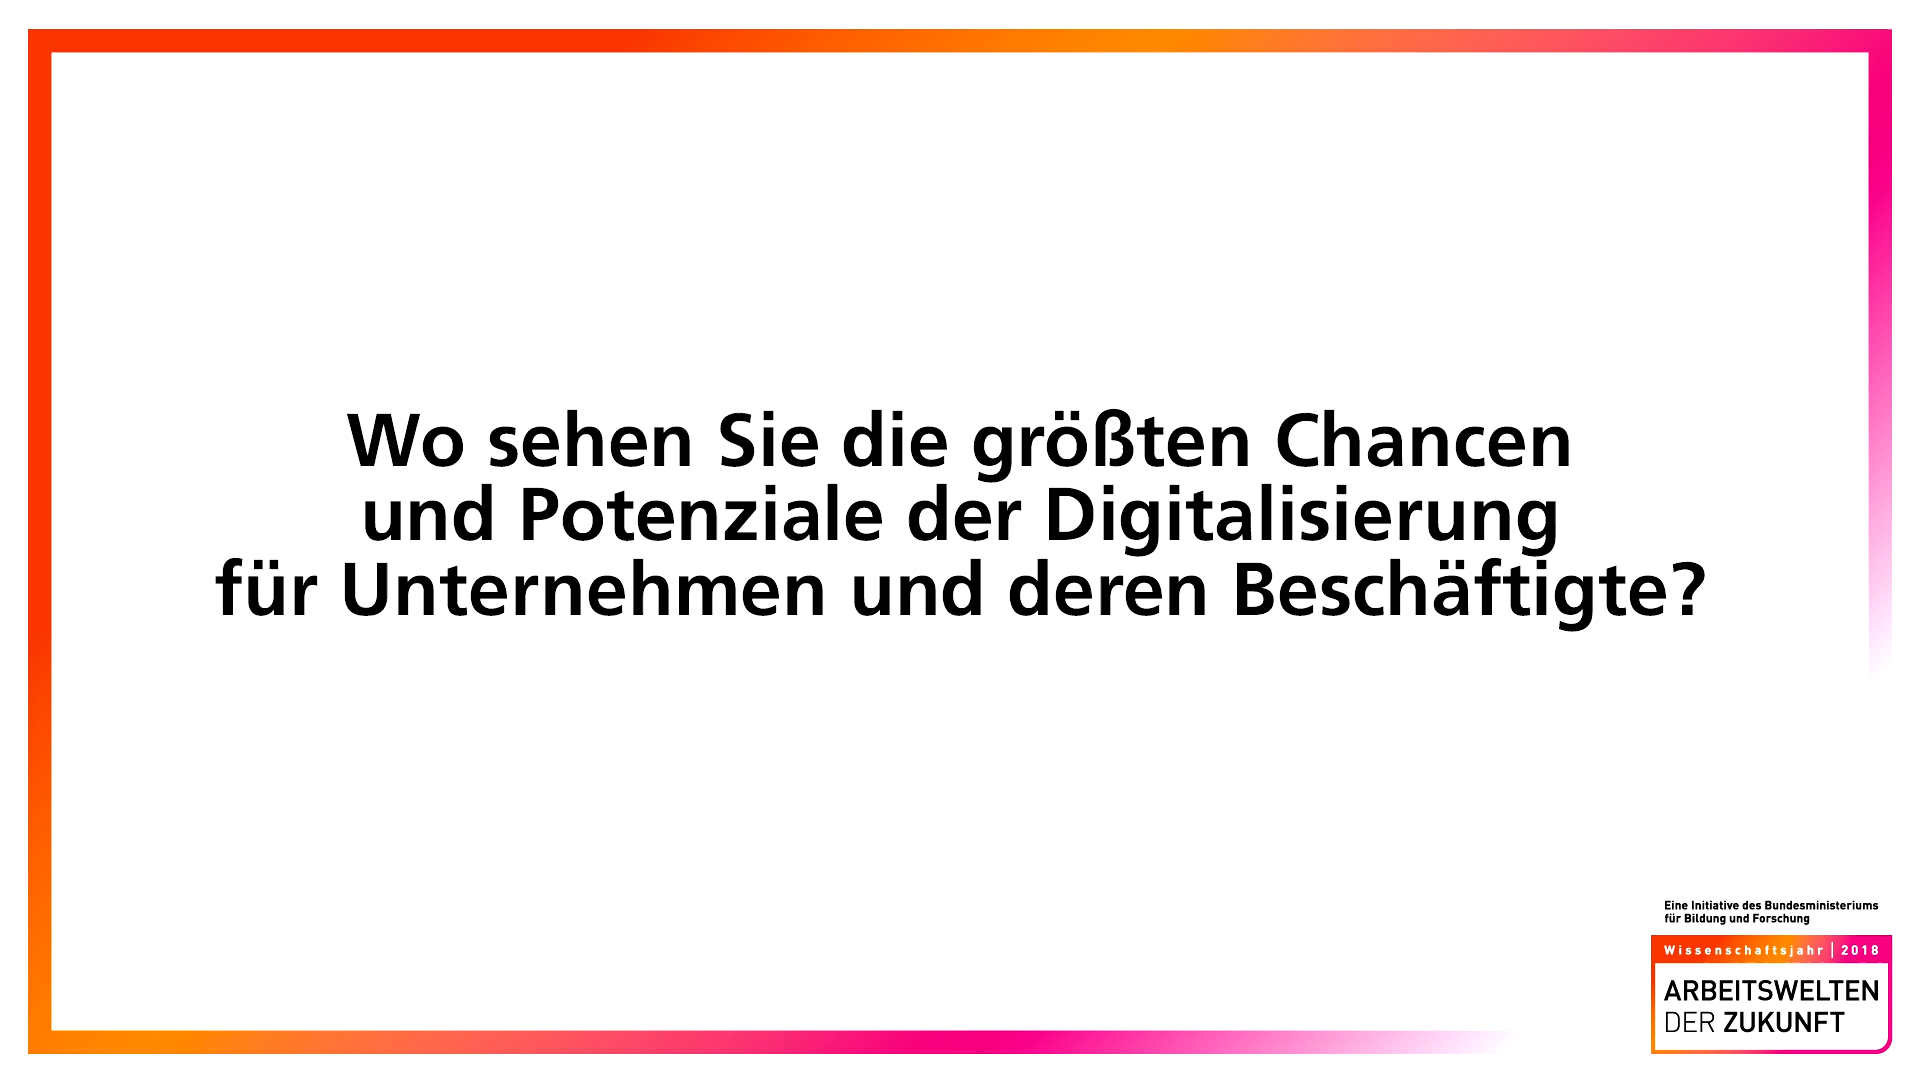 Wo sehen Sie die größten Chancen
und Potenziale der Digitalisierung
für Unternehmen und deren Beschäftigte?
Eine Initiative des Bundesministeriums
für Bildung und Forschung
Wissenschaftsjahr | 2018
ARBEITSWELTEN
DER ZUKUNFT